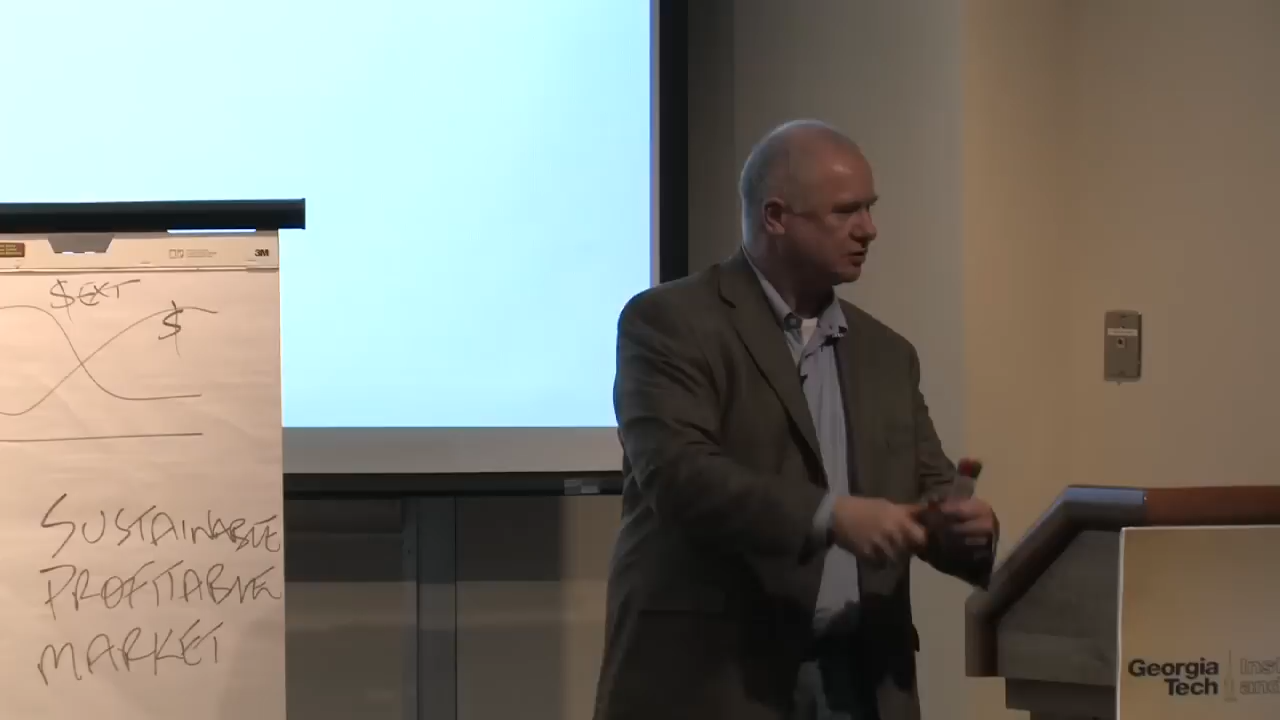 3M
$EXT
$
SUSTAINABLE
PROFITABLE
MARKET
Georgia
Tech